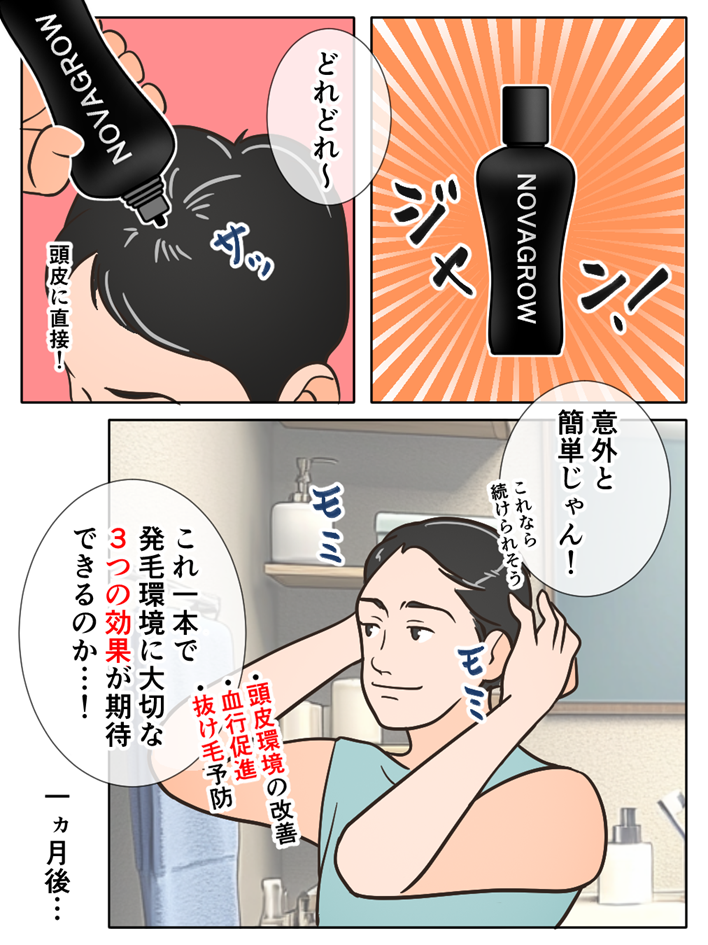 ジャ
ン！
NOVAGROW
どれどれ～
NOVAGROW
サッ
頭皮に直接！
意外と
簡単じゃん！
これなら
続けられそう
モミ
モミ
これ一本で
発毛環境に大切な
３つの効果が期待
できるのか…！
・頭皮環境の改善
・血行促進
・抜け毛予防
一ヵ月後…